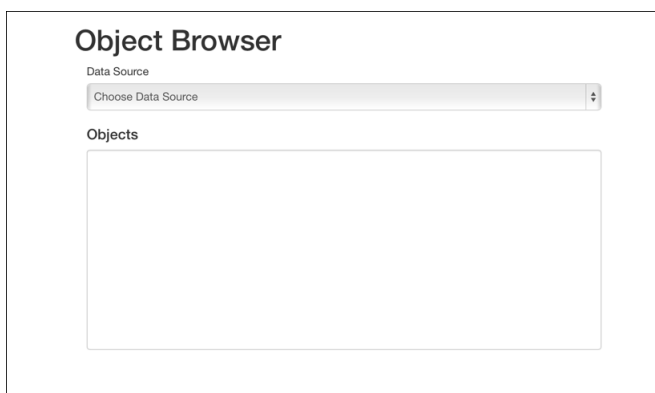 Object Browser
Data Source
Choose Data Source
Objects